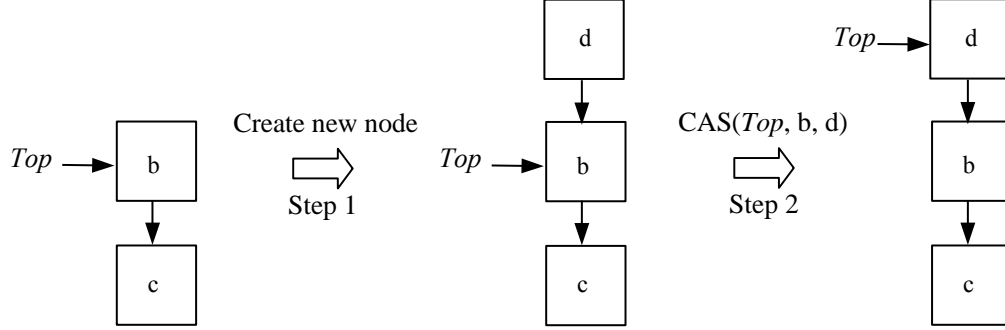 d
Top
d
Create new node
CAS(Top, b, d)
Top
b
Top
b
b
Step 1
Step 2
c
c
c